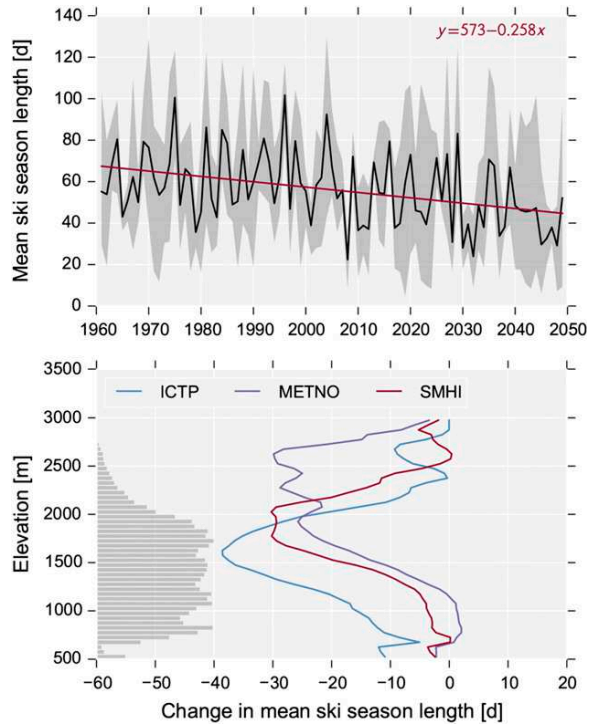 140
120
100
80
60
40
20
0
Mean ski season length [d]
y=573−0.258x
1960 1970 1980 1990 2000 2010 2020 2030 2040 2050
3500
3000
2500
2000
1500
1000
500
Elevation [m]
ICTP METNO SMHI
−60 −50 −40 −30 −20 −10 0 10 20
Change in mean ski season length [d]